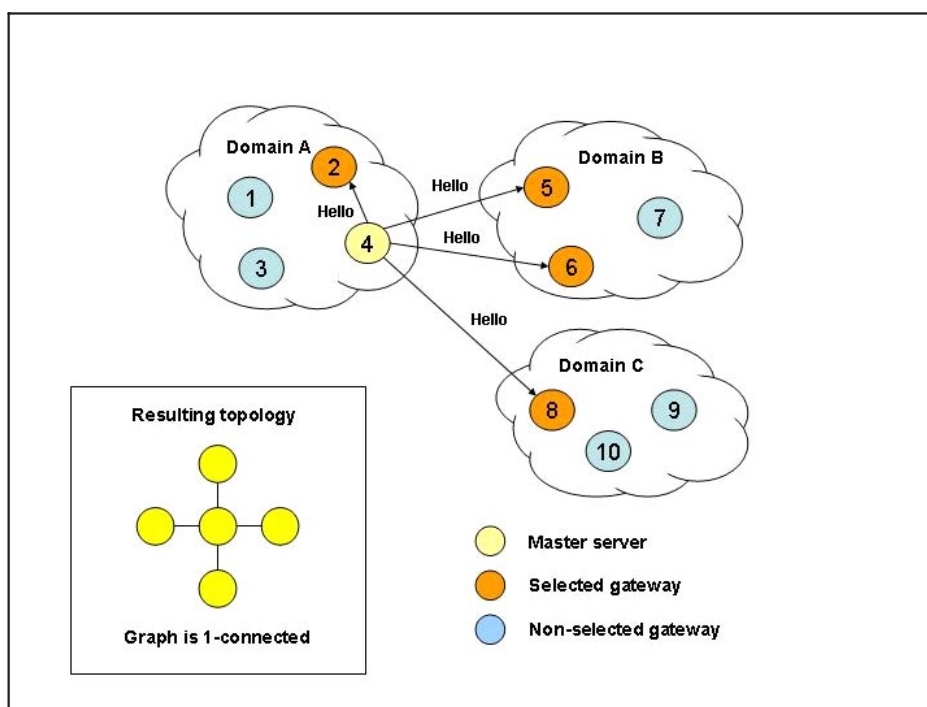 Domain A
2
1
Hello
4
3
Domain B
Hello
5
7
Hello
6
Hello
Domain C
8
9
10
Resulting topology
Graph is 1-connected
Master server
Selected gateway
Non-selected gateway